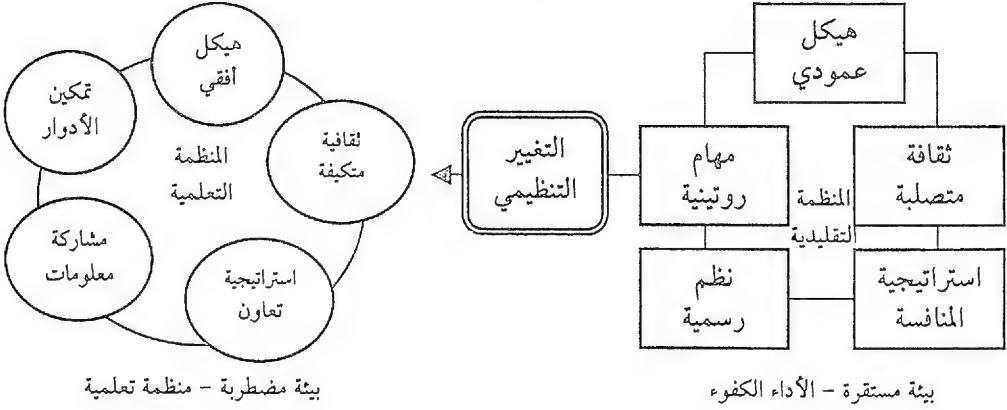 هيكل
عمودي
ثقافة
متصلبة
المنظمة
التقليدية
مهام
روتينية
استراتيجية
المنافسة
نظم
رسمية
بيئة مستقرة - الأداء الكفوء
التغيير
التنظيمي
هيكل
أفقي
ثقافية
متكيفة
المنظمة
التعلمية
تمكين
الأدوار
مشاركة
معلومات
استراتيجية
تعاون
بيئة مضطربة - منظمة تعلمية